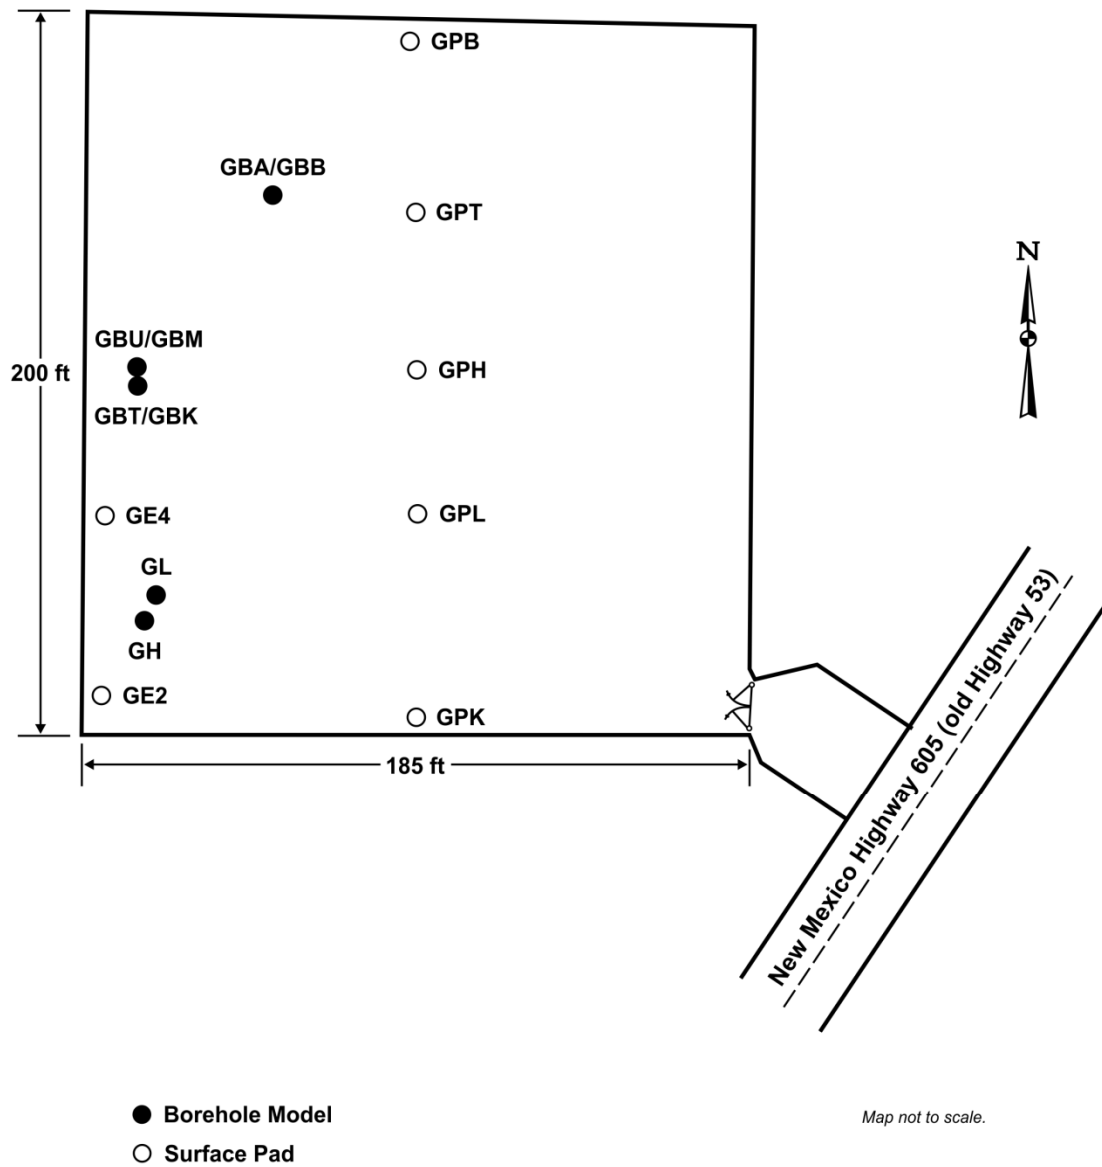 GPB
GBA/GBB
GPT
N
GBU/GBM
200 ft
GPH
GBT/GBK
GE4
GPL
GL
GH
GE2
GPK
185 ft
New Mexico Highway 605 (old Highway 53)
Borehole Model
Surface Pad
Map not to scale.